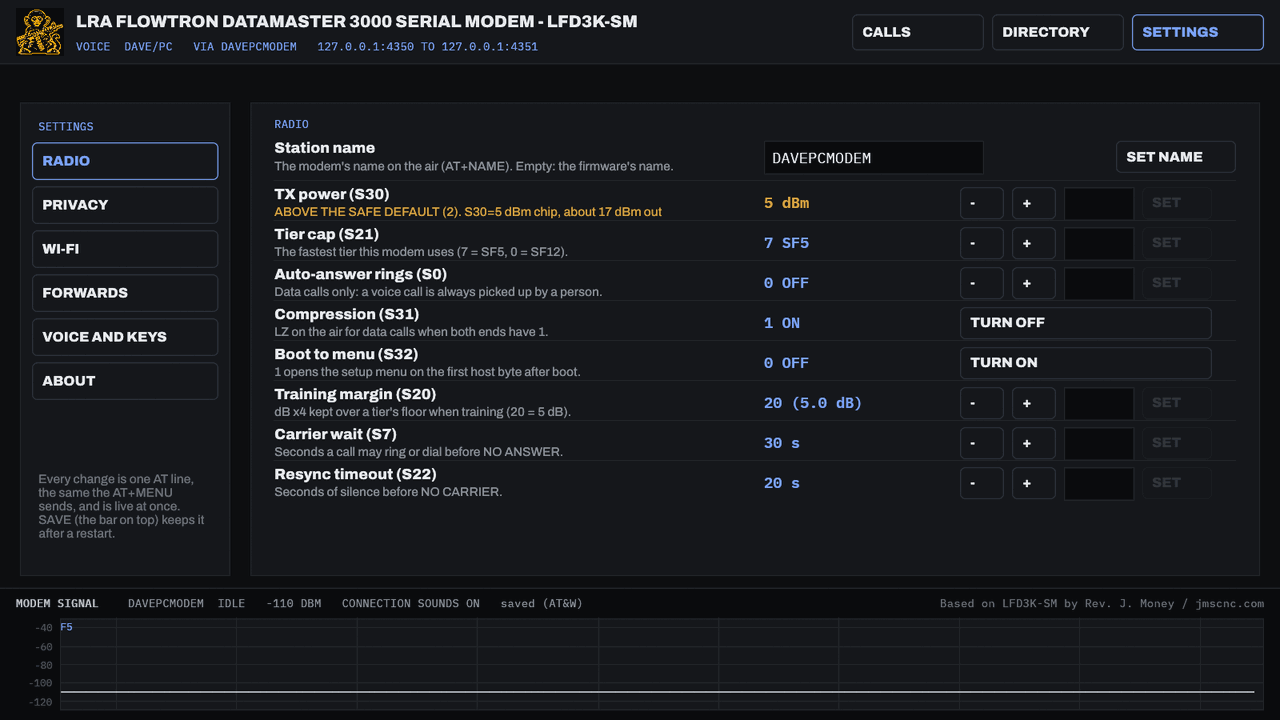 LRA FLOWTRON DATAMASTER 3000 SERIAL MODEM - LFD3K-SM
VOICE DAVE/PC VIA DAVEPCMODEM 127.0.0.1:4350 TO 127.0.0.1:4351
CALLS
DIRECTORY
SETTINGS
SETTINGS
RADIO
PRIVACY
WI-FI
FORWARDS
VOICE AND KEYS
ABOUT
Every change is one AT line,
the same the AT+MENU
sends, and is live at once.
SAVE (the bar on top) keeps it
after a restart.
RADIO
Station name
The modem's name on the air (AT+NAME). Empty: the firmware's name.
DAVEPCMODEM
SET NAME
TX power (S30)
ABOVE THE SAFE DEFAULT (2). S30=5 dBm chip, about 17 dBm out
5 dBm
- + SET
Tier cap (S21)
The fastest tier this modem uses (7 = SF5, 0 = SF12).
7 SF5
- + SET
Auto-answer rings (S0)
Data calls only: a voice call is always picked up by a person.
0 OFF
- + SET
Compression (S31)
LZ on the air for data calls when both ends have 1.
1 ON
TURN OFF
Boot to menu (S32)
1 opens the setup menu on the first host byte after boot.
0 OFF
TURN ON
Training margin (S20)
dB x4 kept over a tier's floor when training (20 = 5 dB).
20 (5.0 dB)
- + SET
Carrier wait (S7)
Seconds a call may ring or dial before NO ANSWER.
30 s
- + SET
Resync timeout (S22)
Seconds of silence before NO CARRIER.
20 s
- + SET
MODEM SIGNAL DAVEPCMODEM IDLE -110 DBM CONNECTION SOUNDS ON saved (AT&W)
Based on LFD3K-SM by Rev. J. Money / jmscnc.com
F5
-40
-60
-80
-100
-120